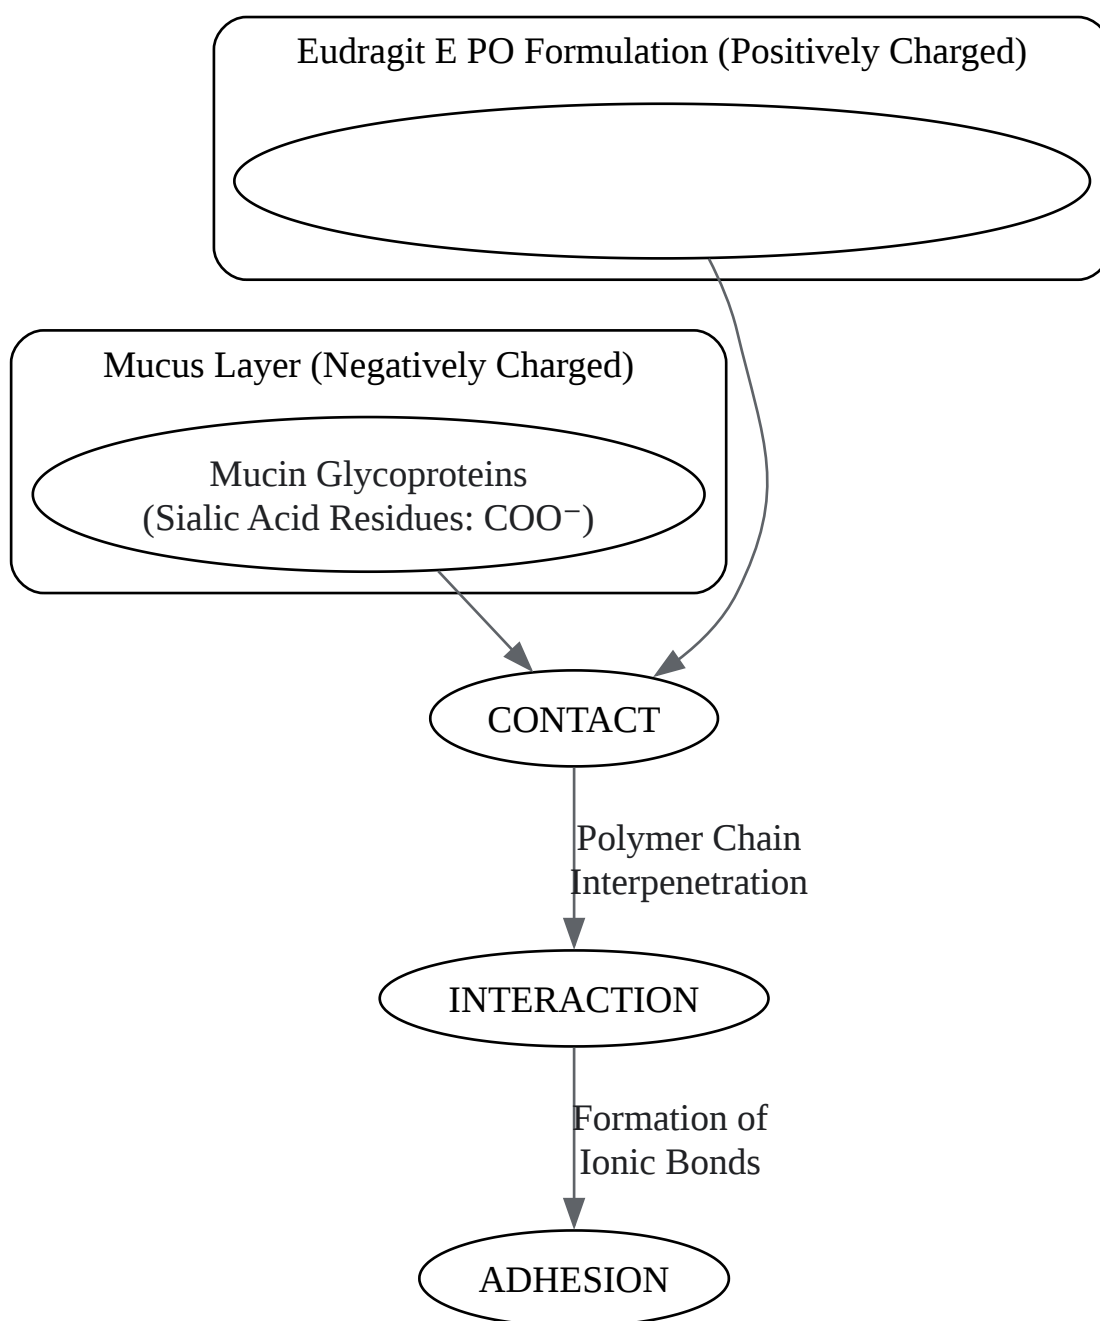 Eudragit E PO Formulation (Positively Charged)
Mucus Layer (Negatively Charged)
Mucin Glycoproteins
(Sialic Acid Residues: COO⁻)
CONTACT
Polymer Chain
Interpenetration
INTERACTION
Formation of
Ionic Bonds
ADHESION